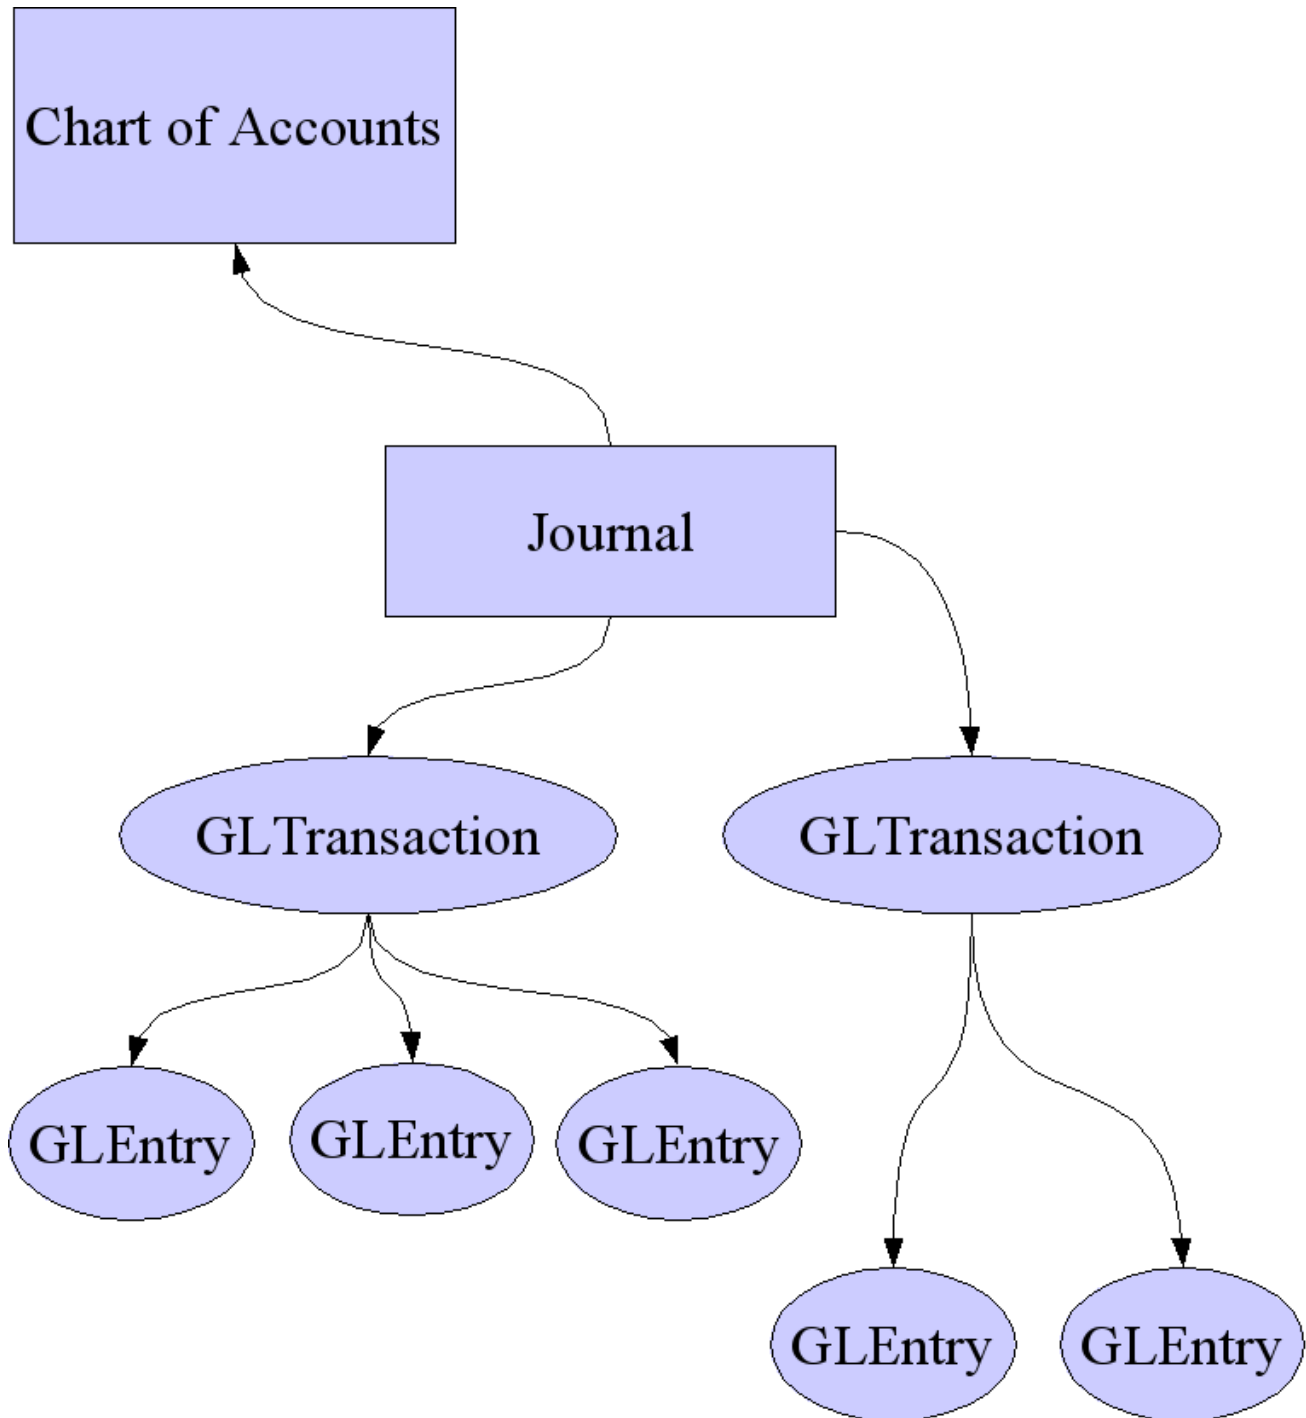 Chart of Accounts
Journal
GLTransaction
GLTransaction
GLEntry
GLEntry
GLEntry
GLEntry
GLEntry